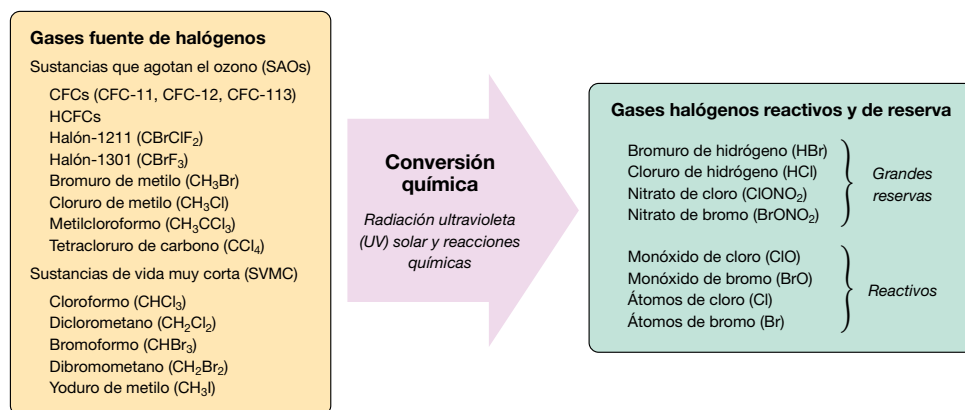 Gases fuente de halógenos
Sustancias que agotan el ozono (SAOs)
CFCs (CFC-11, CFC-12, CFC-113)
HCFCs
Halón-1211 (CBrClF₂)
Halón-1301 (CBrF₃)
Bromuro de metilo (CH₃Br)
Cloruro de metilo (CH₃Cl)
Metilcloroformo (CH₃CCl₃)
Tetracloruro de carbono (CCl₄)
Sustancias de vida muy corta (SVMC)
Cloroformo (CHCl₃)
Diclorometano (CH₂Cl₂)
Bromoformo (CHBr₃)
Dibromometano (CH₂Br₂)
Yoduro de metilo (CH₃I)
Conversión
química
Radiación ultravioleta
(UV) solar y reacciones
químicas
Gases halógenos reactivos y de reserva
Bromuro de hidrógeno (HBr)
Cloruro de hidrógeno (HCl)
Nitrato de cloro (ClONO₂)
Nitrato de bromo (BrONO₂)
Grandes
reservas
Monóxido de cloro (ClO)
Monóxido de bromo (BrO)
Átomos de cloro (Cl)
Átomos de bromo (Br)
Reactivos